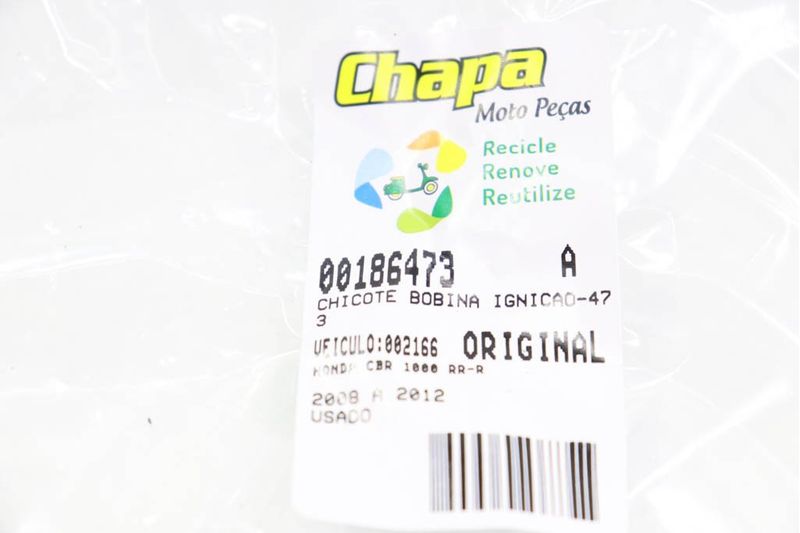 Chapa
Moto Peças
Recicle
Renove
Reutilize
00186473 A
CHICOTE BOBINA IGNICAO-47
3
VEICULO:002166 ORIGINAL
HONDA CBR 1000 RR-R
2008 A 2012
USADO